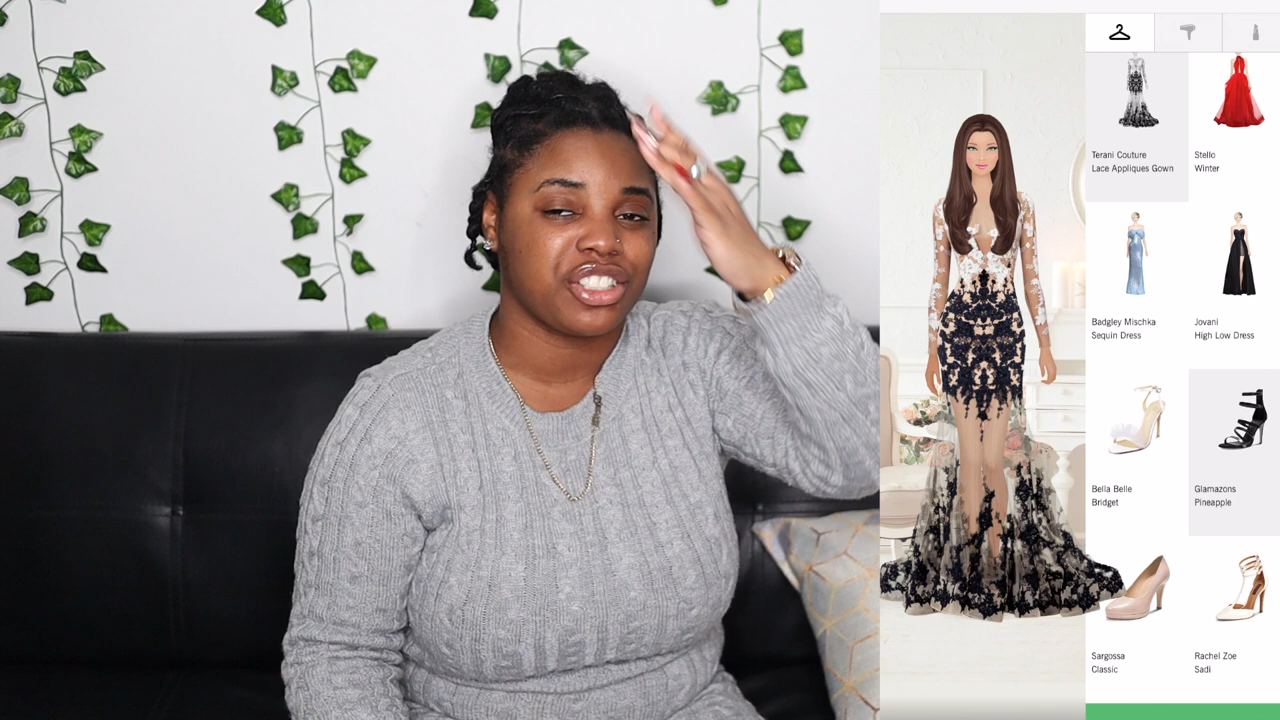 Terani Couture
Lace Appliques Gown
Stello
Winter
Badgley Mischka
Sequin Dress
Jovani
High Low Dress
Bella Belle
Bridget
Glamazons
Pineapple
Sargossa
Classic
Rachel Zoe
Sadi